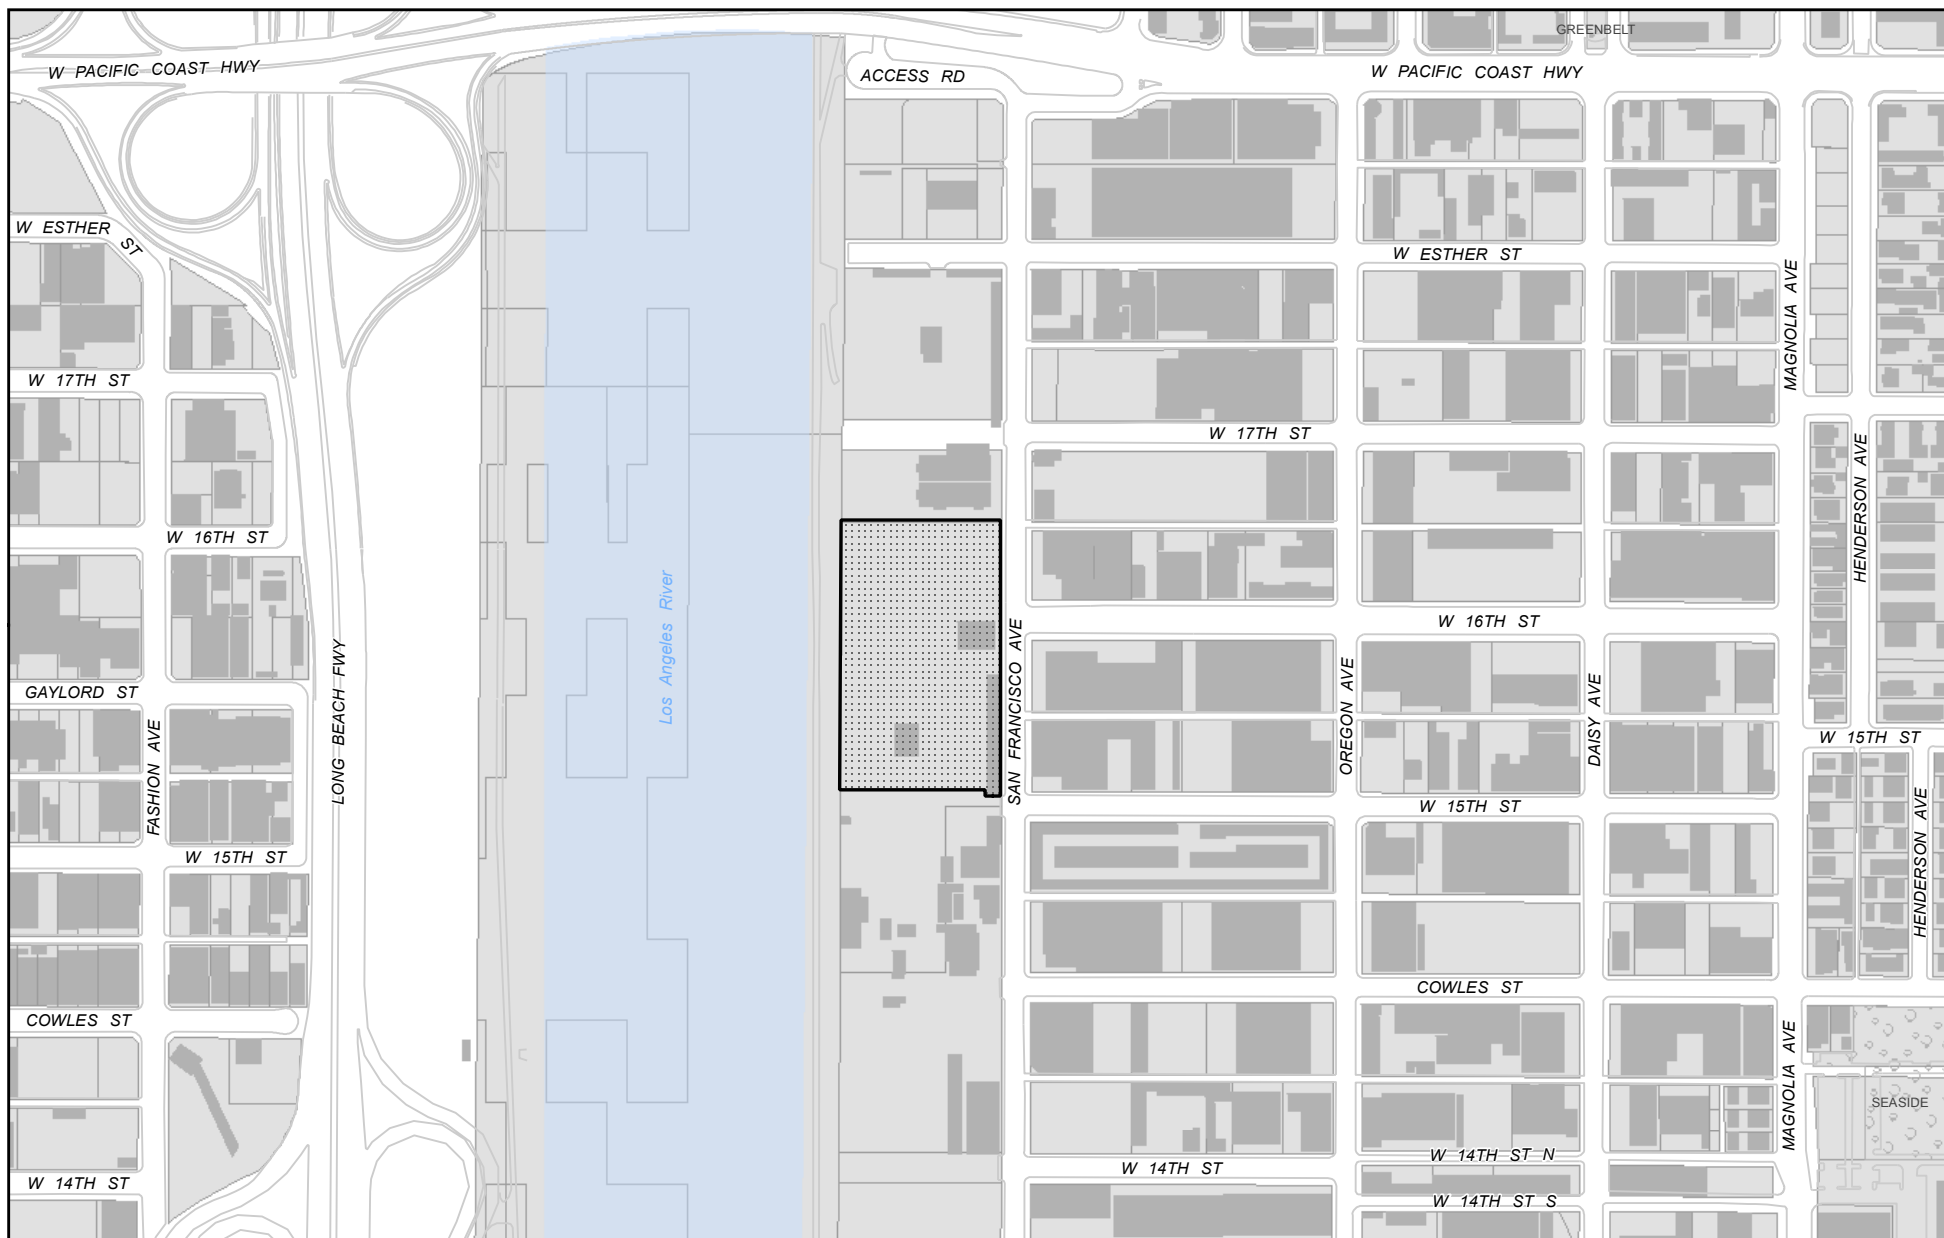 GREENBELT
W PACIFIC COAST HWY
ACCESS RD
W PACIFIC COAST HWY
W ESTHER ST
W ESTHER ST
MAGNOLIA AVE
W 17TH ST
W 17TH ST
HENDERSON AVE
W 16TH ST
Los Angeles River
W 16TH ST
SAN FRANCISCO AVE
GAYLORD ST
LONG BEACH FWY
OREGON AVE
DAISY AVE
FASHION AVE
W 15TH ST
W 15TH ST
W 15TH ST
HENDERSON AVE
COWLES ST
COWLES ST
MAGNOLIA AVE
SEASIDE
W 14TH ST N
W 14TH ST
W 14TH ST
W 14TH ST S